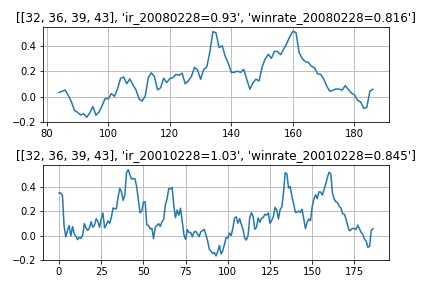 [[32, 36, 39, 43], 'ir_20080228=0.93', 'winrate_20080228=0.816']
0.4
0.2
0.0
−0.2
80 100 120 140 160 180
[[32, 36, 39, 43], 'ir_20010228=1.03', 'winrate_20010228=0.845']
0.4
0.2
0.0
−0.2
0 25 50 75 100 125 150 175